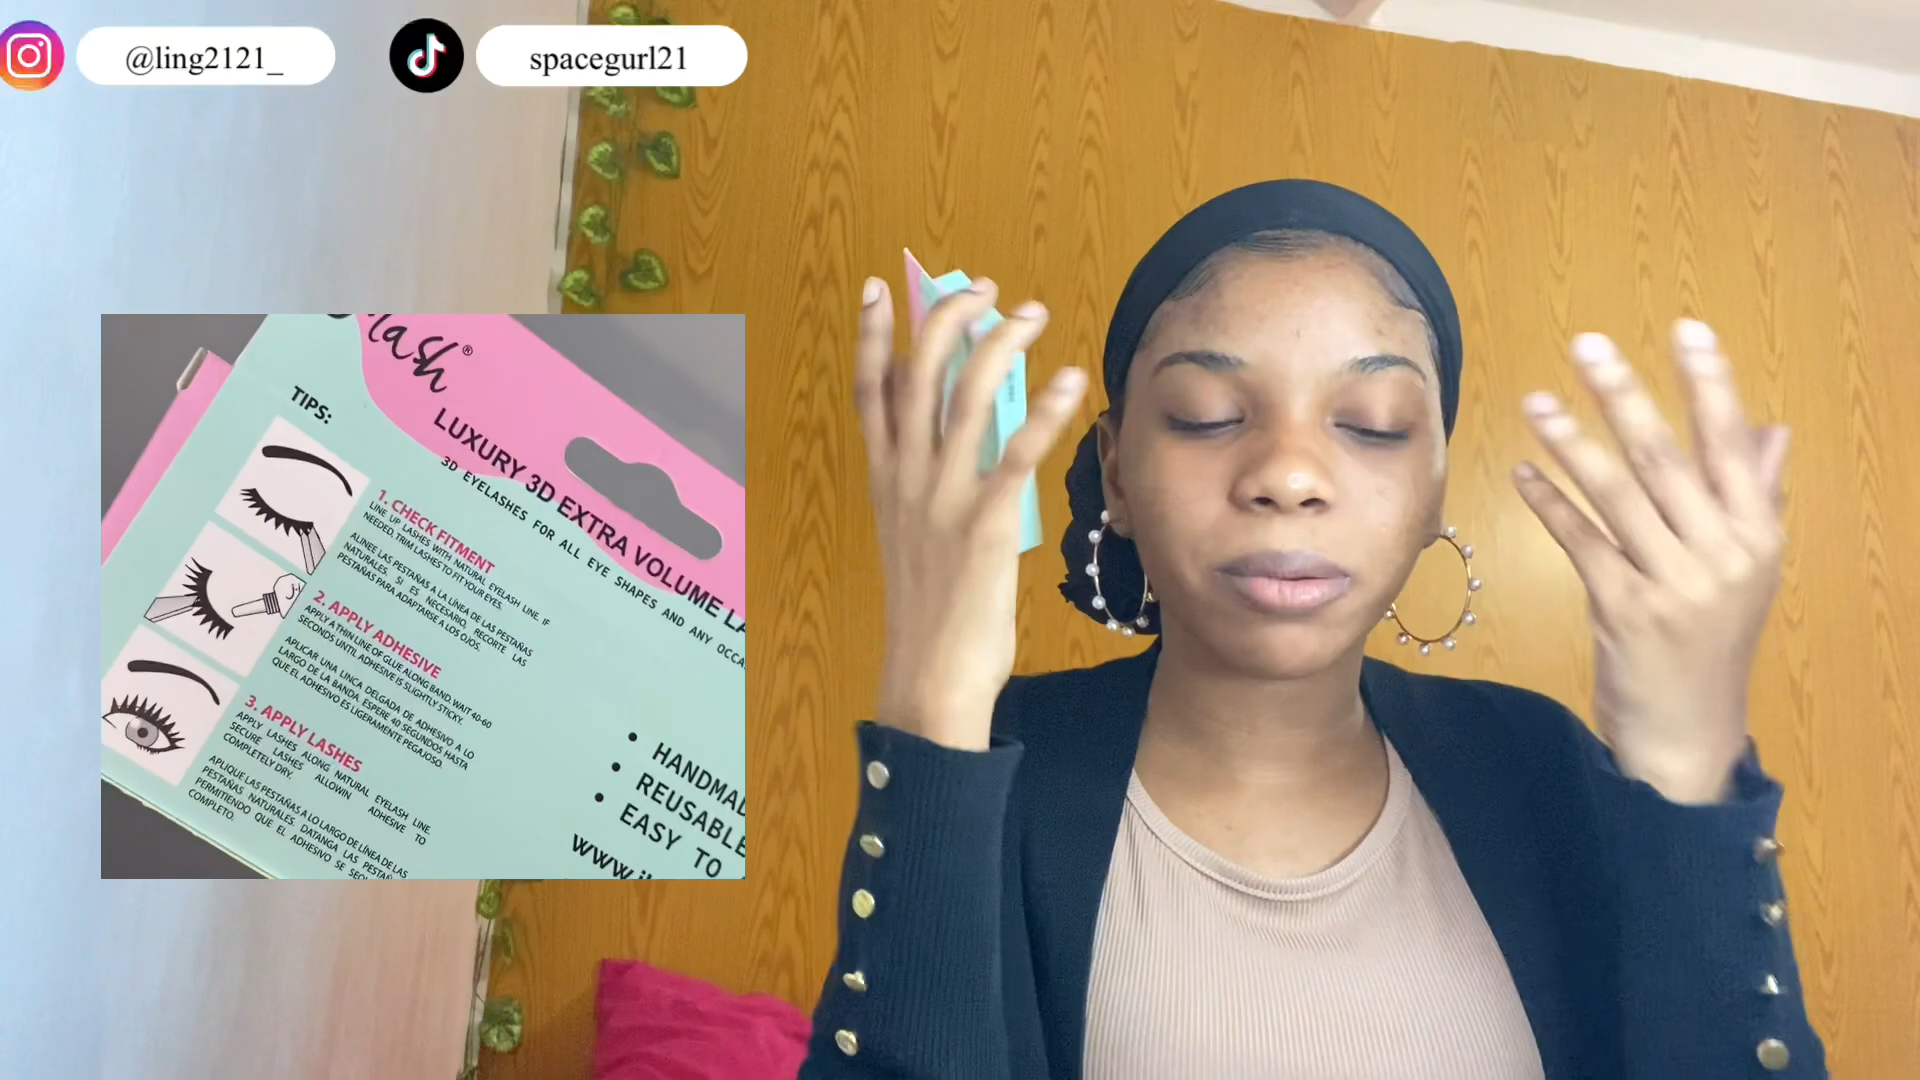 @ling2121_
spacegurl21
lash®
LUXURY 3D EXTRA VOLUME
3D EYELASHES FOR ALL EYE SHAPES AND ANY
TIPS:
1. CHECK FITMENT
LINE UP LASHES WITH NATURAL EYELASH LINE. IF
NEEDED, TRIM LASHES TO FIT YOUR EYES.
ALINEE LAS PESTAÑAS A LA LÍNEA DE LAS PESTAÑAS
NATURALES, SI ES NECESARIO, RECORTE LAS
PESTAÑAS PARA ADAPTARSE A LOS OJOS.
2. APPLY ADHESIVE
APPLY A THIN LINE OF GLUE ALONG BAND, WAIT 40-60
SECONDS UNTIL ADHESIVE IS SLIGHTLY STICKY.
APLICAR UNA LINCA DELGADA DE ADHESIVO A LO
LARGO DE LA BANDA. ESPERE 40 SEGUNDOS HASTA
QUE EL ADHESIVO ES LIGERAMENTE PEGAJOSO.
3. APPLY LASHES
APPLY LASHES ALONG NATURAL EYELASH LINE
SECURE LASHES ALLOWIN ADHESIVE TO
COMPLETELY DRY.
APLIQUE LAS PESTAÑAS A LO LARGO DE LÍNEA DE LAS
PESTAÑAS NATURALES. DATANGA LAS
PERMITIENDO QUE EL ADHESIVO SE
COMPLETO.
• HANDMA
• REUSABLE
• EASY TO
www.